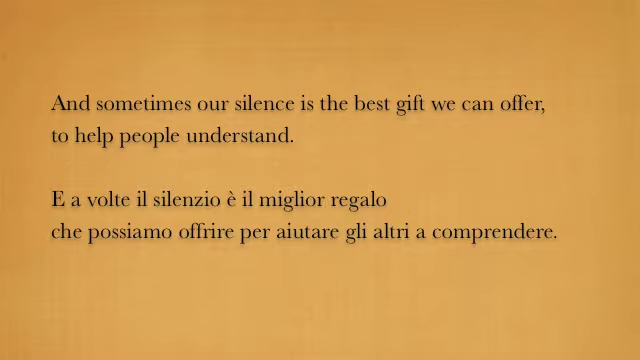 And sometimes our silence is the best gift we can offer,
to help people understand.
E a volte il silenzio è il miglior regalo
che possiamo offrire per aiutare gli altri a comprendere.